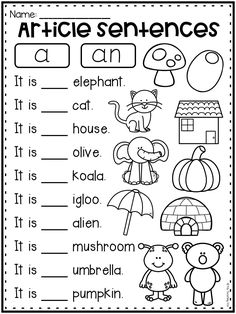 Name:
Article Sentences
a an
It is ____ elephant.
It is ____ cat.
It is ____ house.
It is ____ olive.
It is ____ koala.
It is ____ igloo.
It is ____ alien.
It is ____ mushroom
It is ____ umbrella.
It is ____ pumpkin.